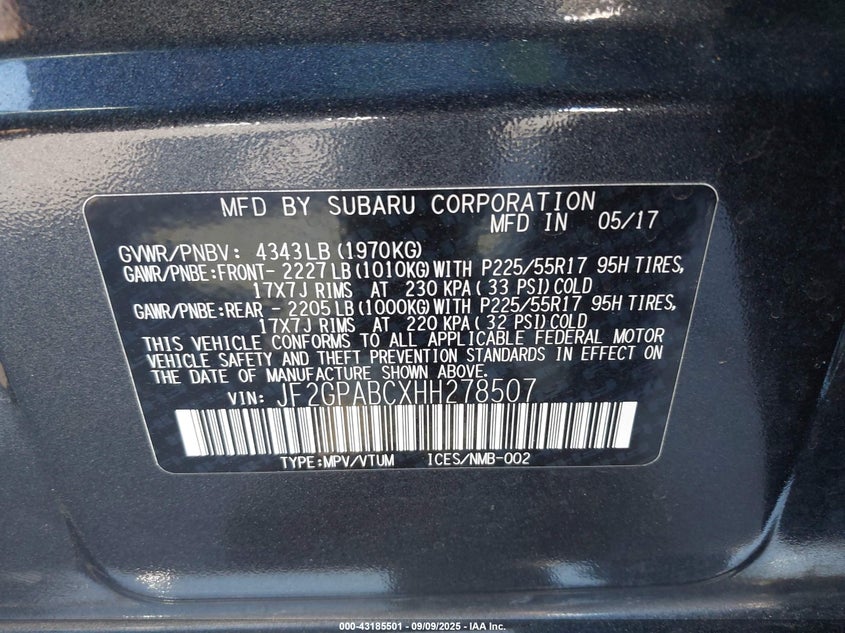 MFD BY SUBARU CORPORATION
MFD IN 05/17
GVWR/PNBV: 4343LB (1970KG)
GAWR/PNBE:FRONT- 2227LB (1010KG) WITH P225/55R17 95H TIRES,
17X7J RIMS AT 230 KPA (33 PSI) COLD
GAWR/PNBE:REAR - 2205LB (1000KG) WITH P225/55R17 95H TIRES,
17X7J RIMS AT 220 KPA (32 PSI) COLD
THIS VEHICLE CONFORMS TO ALL APPLICABLE FEDERAL MOTOR
VEHICLE SAFETY AND THEFT PREVENTION STANDARDS IN EFFECT ON
THE DATE OF MANUFACTURE SHOWN ABOVE.
VIN: JF2GPABCXHH278507
TYPE:MPV/VTUM ICES/NMB-002
000-43185501 - 09/09/2025 - IAA Inc.